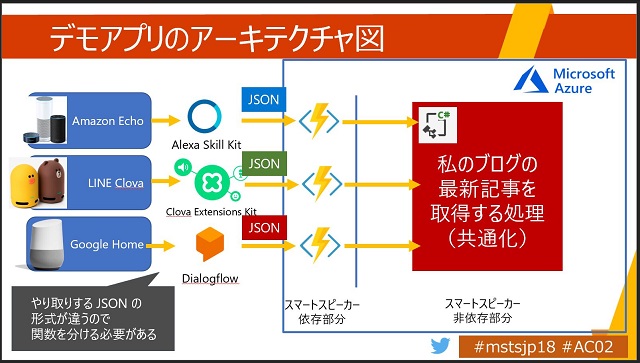 デモアプリのアーキテクチャ図
Microsoft
Azure
Amazon Echo
Alexa Skill Kit
JSON
C#
LINE Clova
Clova Extensions Kit
JSON
Google Home
Dialogflow
JSON
私のブログの
最新記事を
取得する処理
（共通化）
やり取りする JSON の
形式が違うので
関数を分ける必要がある
スマートスピーカー
依存部分
スマートスピーカー
非依存部分
#mstsjp18 #AC02